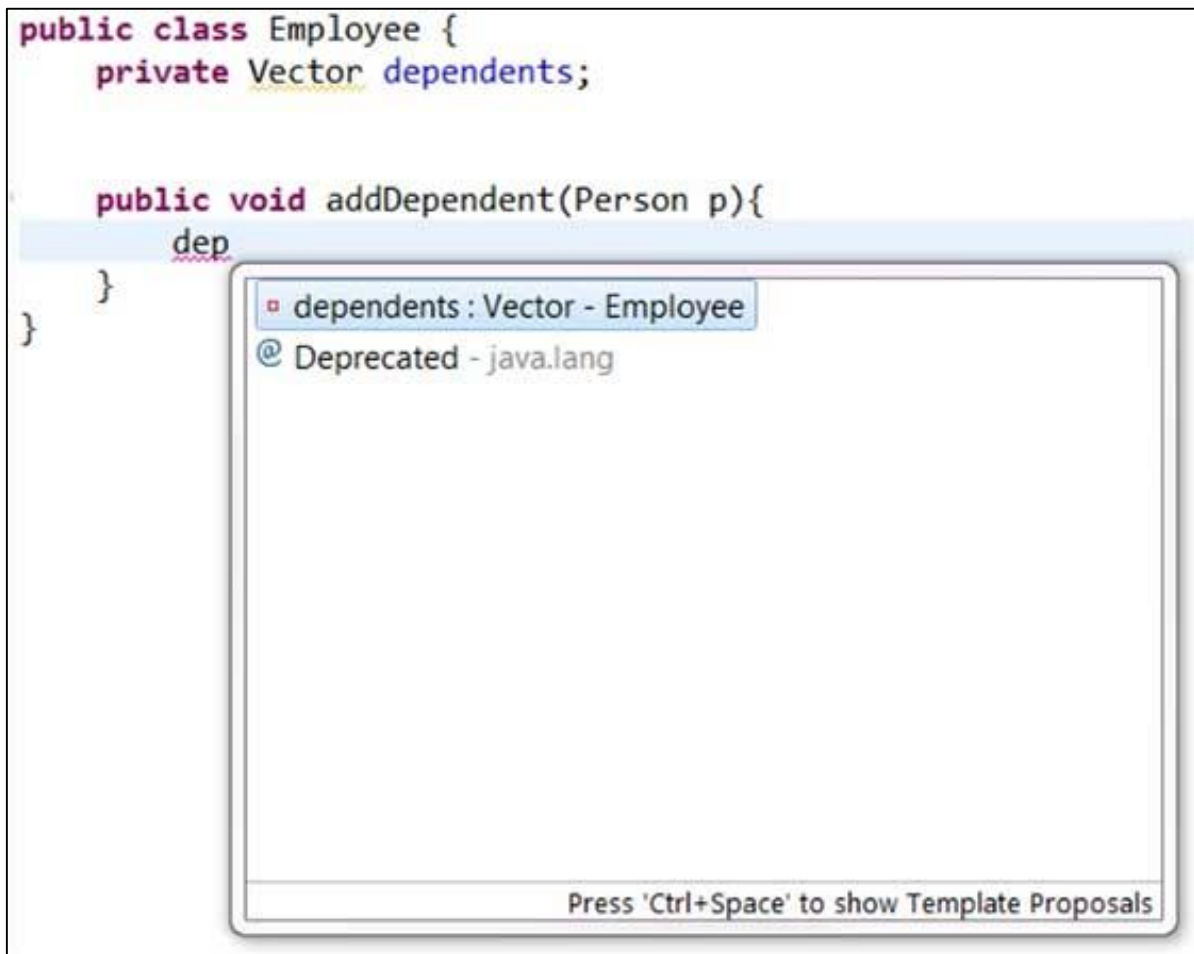 public class Employee {
private Vector dependents;
public void addDependent(Person p){
dep
}
}
dependents : Vector - Employee
@ Deprecated - java.lang
Press 'Ctrl+Space' to show Template Proposals